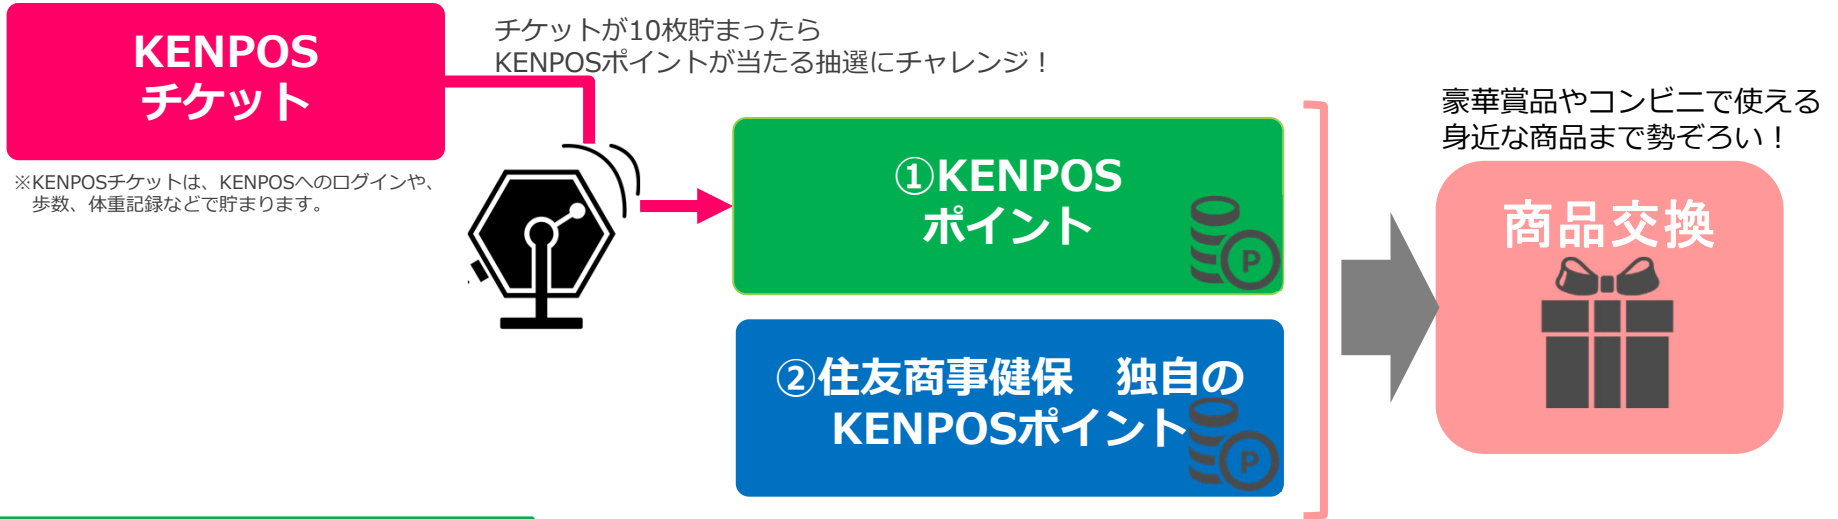 KENPOS
チケット
※KENPOSチケットは、KENPOSへのログインや、
歩数、体重記録などで貯まります。
チケットが10枚貯まったら
KENPOSポイントが当たる抽選にチャレンジ！
①KENPOS
ポイント
P
②住友商事健保　独自の
KENPOSポイント
P
豪華賞品やコンビニで使える
身近な商品まで勢ぞろい！
商品交換